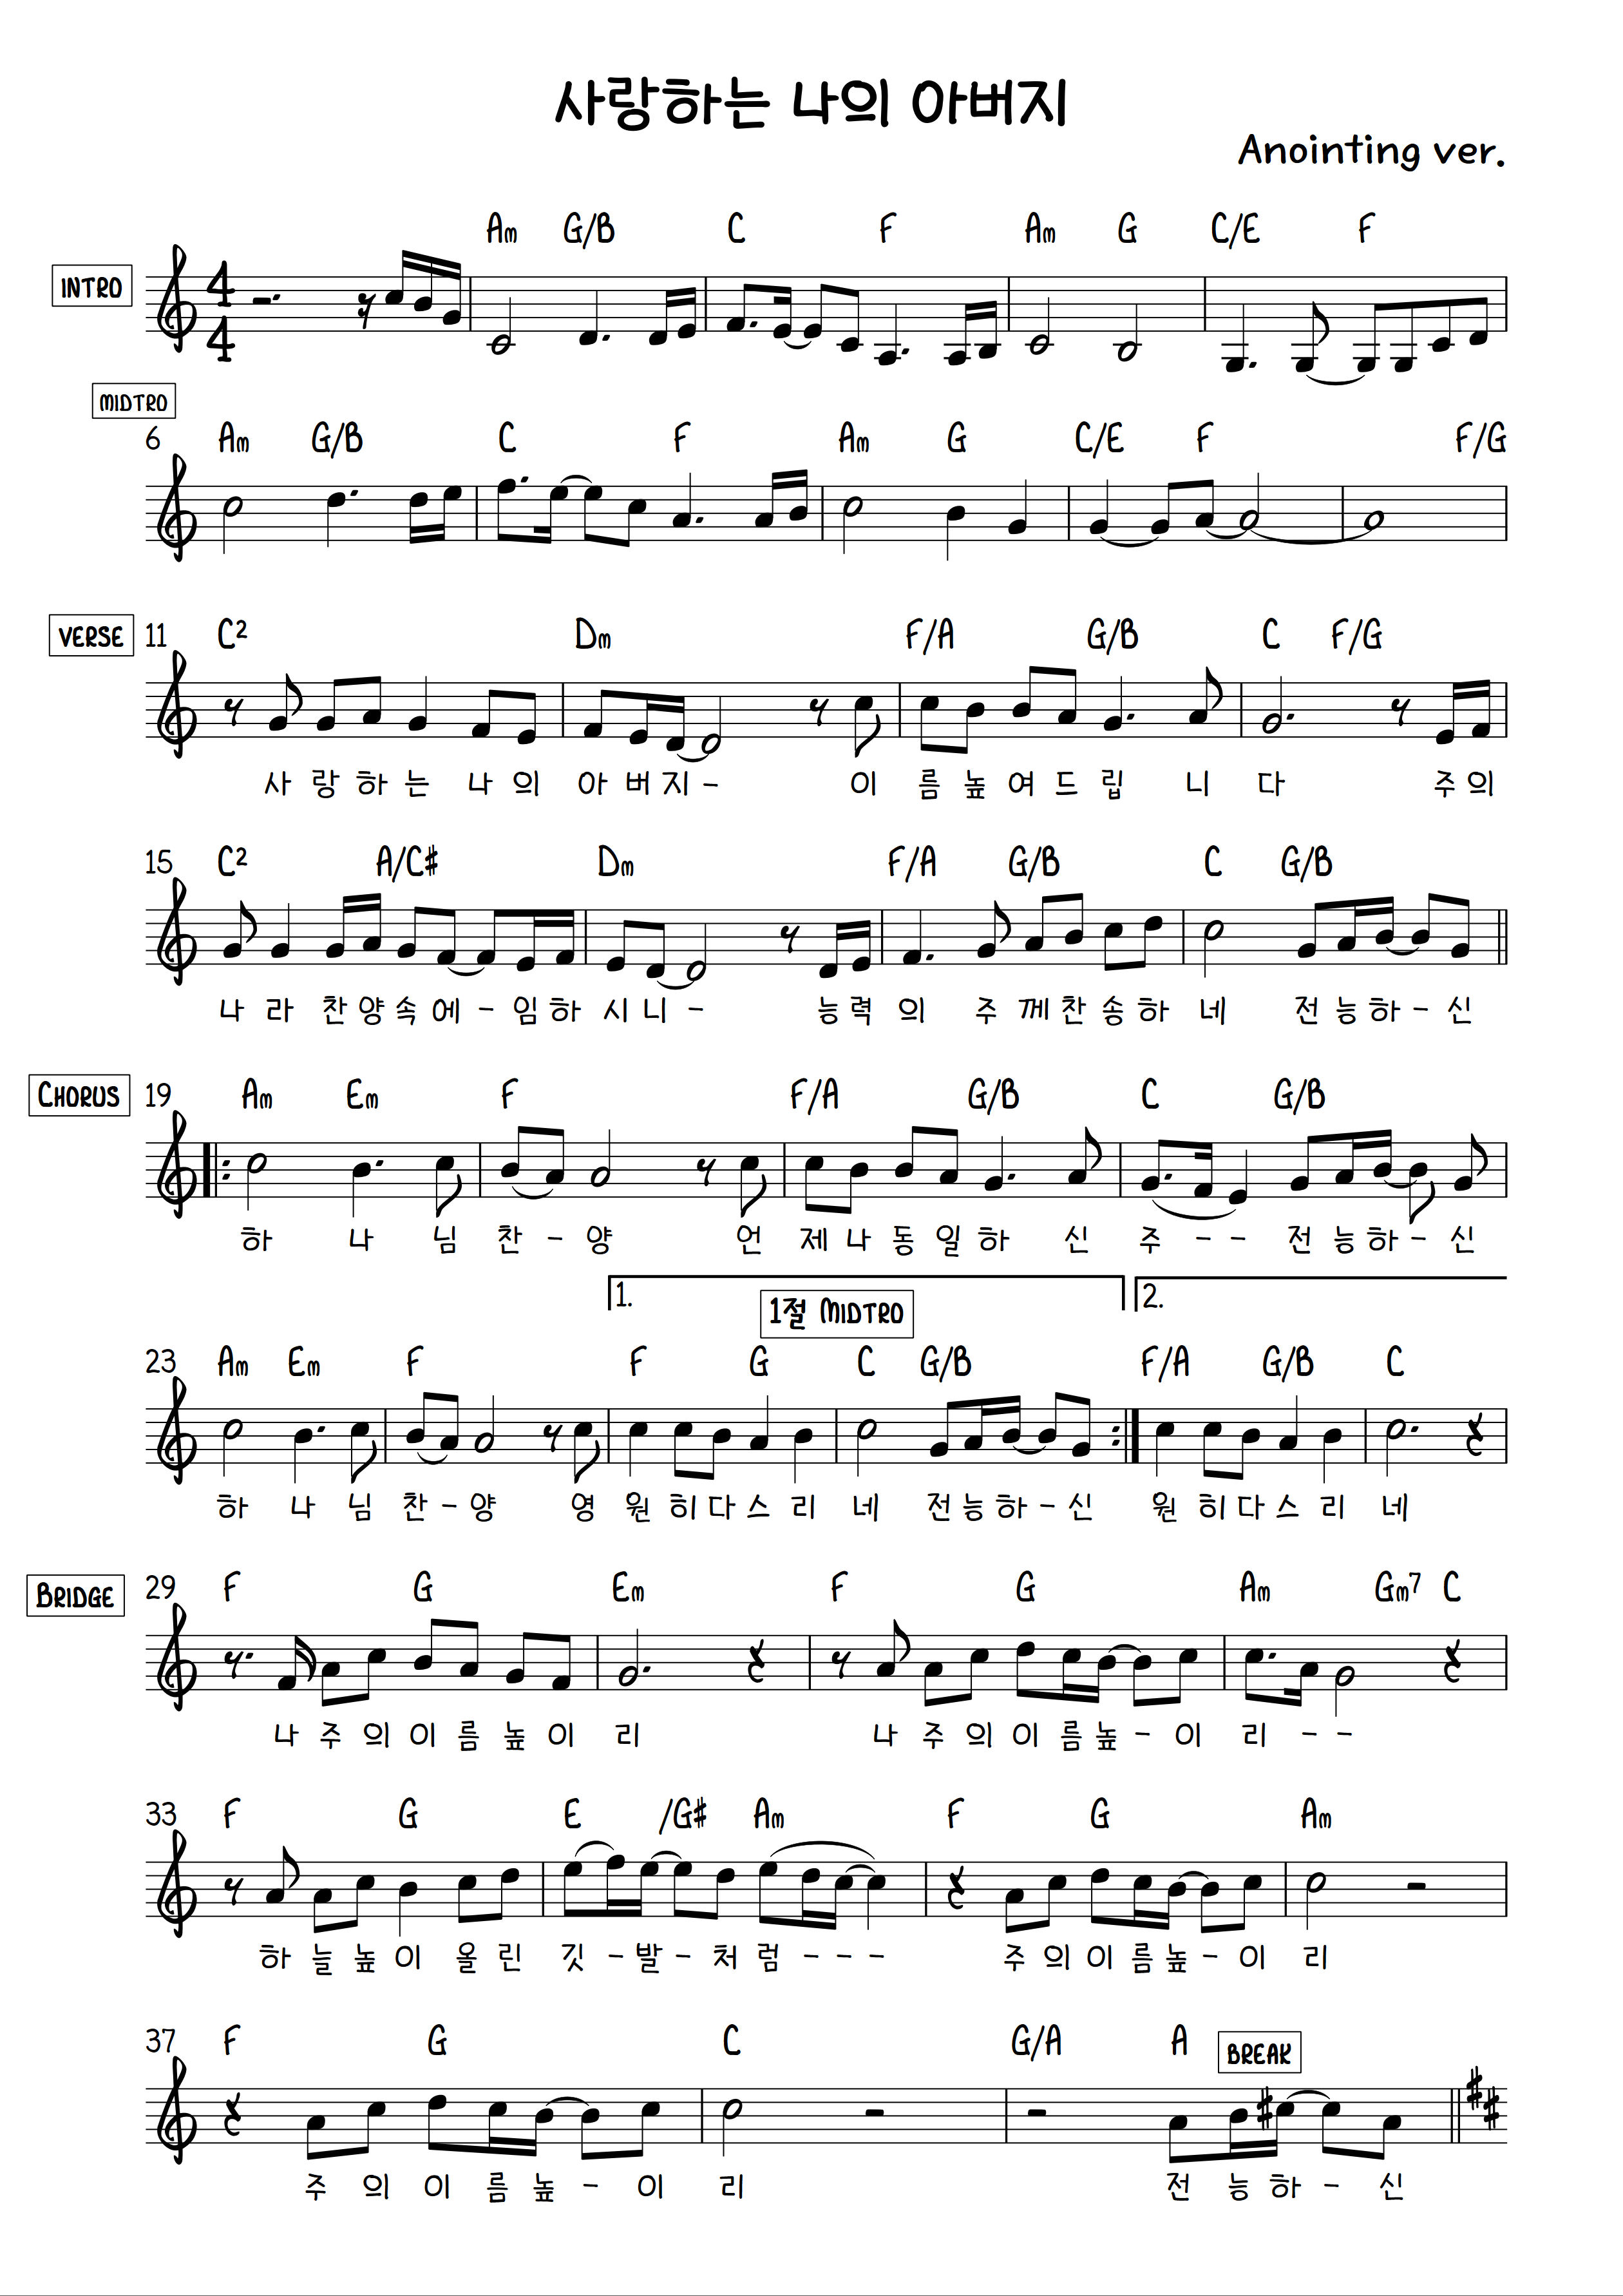 사랑하는 나의 아버지
Anointing ver.
INTRO
Am G/B C F Am G C/E F
4/4
MIDTRO
6 Am G/B C F Am G C/E F F/G
VERSE 11 C2 Dm F/A G/B C F/G
사 랑 하 는 나 의 아 버 지 - 이 름 높 여 드 립 니 다 주 의
15 C2 A/C# Dm F/A G/B C G/B
나 라 찬 양 속 에 - 임 하 시 니 - 능 력 의 주 께 찬 송 하 네 전 능 하 - 신
CHORUS 19 Am Em F F/A G/B C G/B
하 나 님 찬 - 양 언 제 나 동 일 하 신 주 - - 전 능 하 - 신
1. 1절 MIDTRO 2.
23 Am Em F F G C G/B F/A G/B C
하 나 님 찬 - 양 영 원 히 다 스 리 네 전 능 하 - 신 원 히 다 스 리 네
BRIDGE 29 F G Em F G Am Gm7 C
나 주 의 이 름 높 이 리 나 주 의 이 름 높 - 이 리 - -
33 F G E /G# Am F G Am
하 늘 높 이 올 린 깃 - 발 - 처 럼 - - - 주 의 이 름 높 - 이 리
37 F G C G/A A BREAK
주 의 이 름 높 - 이 리 전 능 하 - 신